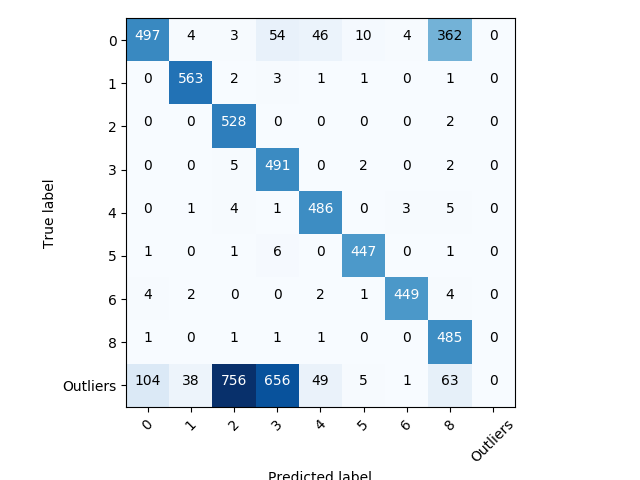 0 497 4 3 54 46 10 4 362 0
1 0 563 2 3 1 1 0 1 0
2 0 0 528 0 0 0 0 2 0
3 0 0 5 491 0 2 0 2 0
4 0 1 4 1 486 0 3 5 0
5 1 0 1 6 0 447 0 1 0
6 4 2 0 0 2 1 449 4 0
8 1 0 1 1 1 0 0 485 0
Outliers 104 38 756 656 49 5 1 63 0
0 1 2 3 4 5 6 8 Outliers
True label
Predicted label